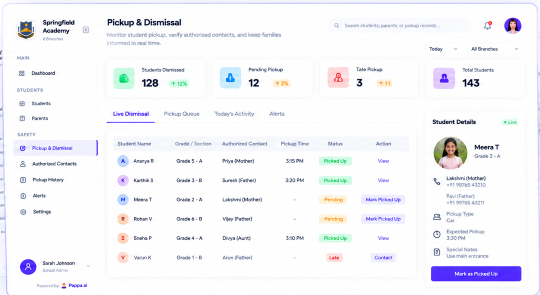 Springfield
Academy
6 Branches
MAIN
Dashboard
STUDENTS
Students
Parents
SAFETY
Pickup & Dismissal
Authorized Contacts
Pickup History
Alerts
Settings
Sarah Johnson
School Admin
Powered by Pappa.ai
Pickup & Dismissal
Monitor student pickup, verify authorized contacts, and keep families
informed in real time.
Search students, parents, or pickup records...
Today
All Branches
Students Dismissed
128 ↑ 12%
Pending Pickup
12
Tate Pickup
3
Total Students
143
Live Dismissal Pickup Queue Today's Activity Alerts
Student Name Grade / Section Authorized Contact Pickup Time Status Action
A Ananya R Grade 5 - A Priya (Mother) 3:15 PM Picked Up View
K Karthik S Grade 3 - B Suresh (Father) 3:20 PM Picked Up View
M Meera T Grade 2 - A Lakshmi (Mother) - Pending Mark Picked Up
R Rohan V Grade 6 - B Vijay (Father) - Pending Mark Picked Up
S Sneha P Grade 4 - A Divya (Aunt) 3:10 PM Picked Up View
V Varun K Grade 1 - B Arun (Father) - Late Contact
Student Details
Live
Meera T
Grade 2 - A
Lakshmi (Mother)
+91 98765 43210
Ravi (Father)
+91 98765 43211
Pickup Type
Car
Expected Pickup
3:30 PM
Special Notes
Use main entrance
Mark as Picked Up